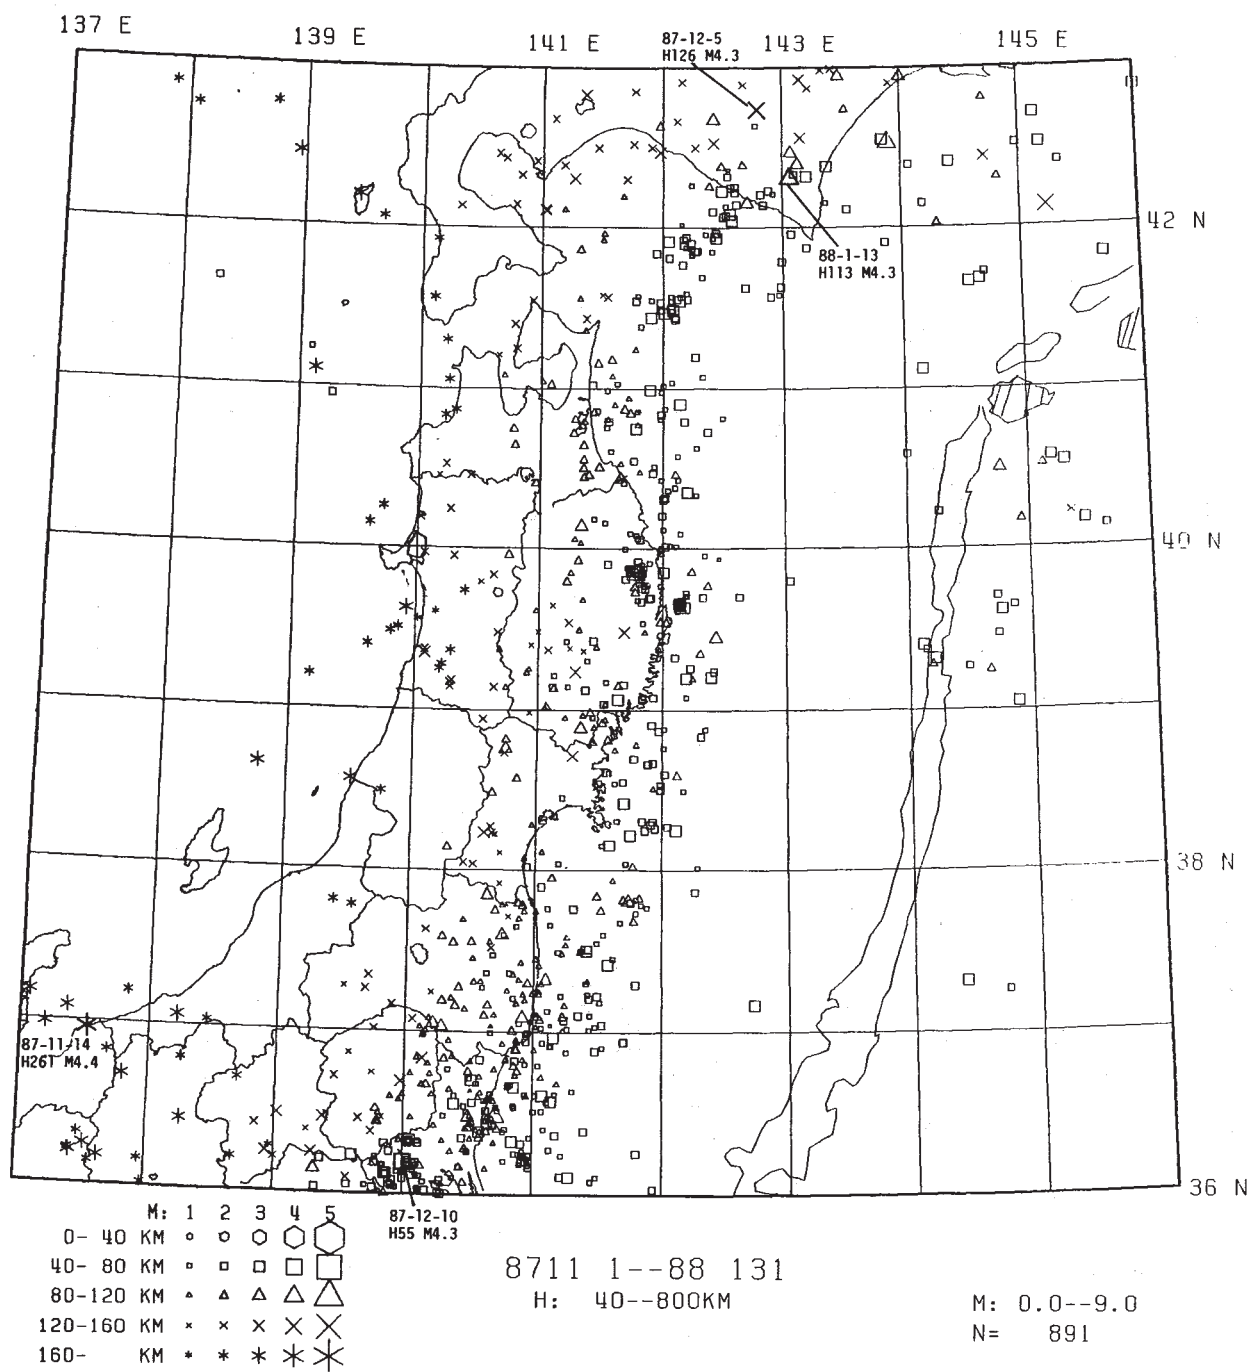 137 E
139 E
141 E
143 E
145 E
87-12-5
H126 M4.3
42 N
88-1-13
H113 M4.3
40 N
38 N
87-11-14
H261 M4.4
36 N
87-12-10
H55 M4.3
M: 1 2 3 4 5
0- 40 KM
40- 80 KM
80-120 KM
120-160 KM
160- KM
8711 1--88 131
H: 40--800KM
M: 0.0--9.0
N= 891